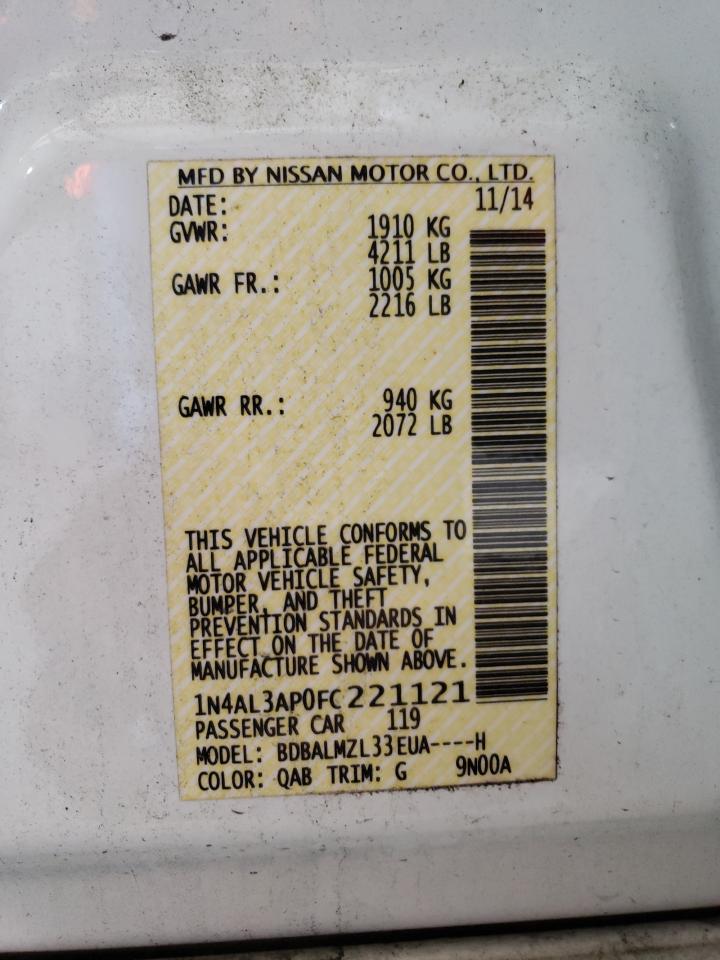 MFD BY NISSAN MOTOR CO., LTD.
DATE: 11/14
GVWR: 1910 KG
4211 LB
GAWR FR.: 1005 KG
2216 LB
GAWR RR.: 940 KG
2072 LB
THIS VEHICLE CONFORMS TO
ALL APPLICABLE FEDERAL
MOTOR VEHICLE SAFETY,
BUMPER, AND THEFT
PREVENTION STANDARDS IN
EFFECT ON THE DATE OF
MANUFACTURE SHOWN ABOVE.
1N4AL3AP0FC221121
PASSENGER CAR 119
MODEL: BDBALMZL33EUA----H
COLOR: QAB TRIM: G 9N00A